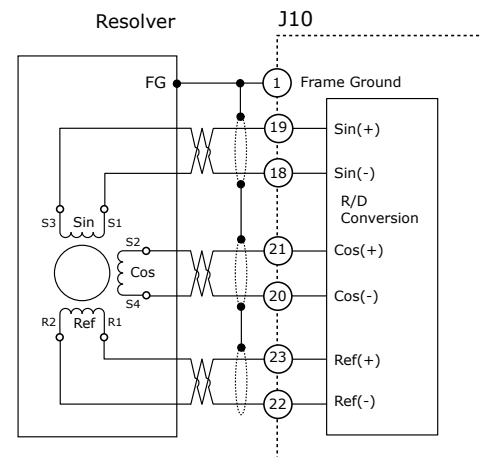 Resolver
J10
FG
1
Frame Ground
19
Sin(+)
18
Sin(-)
R/D
Conversion
S3
Sin
S1
S2
21
Cos(+)
Cos
S4
20
Cos(-)
R2
Ref
R1
23
Ref(+)
22
Ref(-)